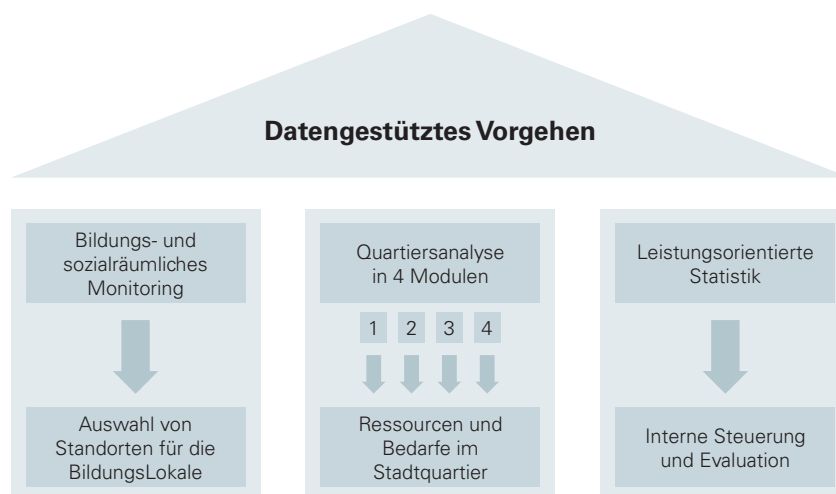 Datengestütztes Vorgehen
Bildungs- und
sozialräumliches
Monitoring
Auswahl von
Standorten für die
BildungsLokale
Quartiersanalyse
in 4 Modulen
1 2 3 4
Ressourcen und
Bedarfe im
Stadtquartier
Leistungsorientierte
Statistik
Interne Steuerung
und Evaluation